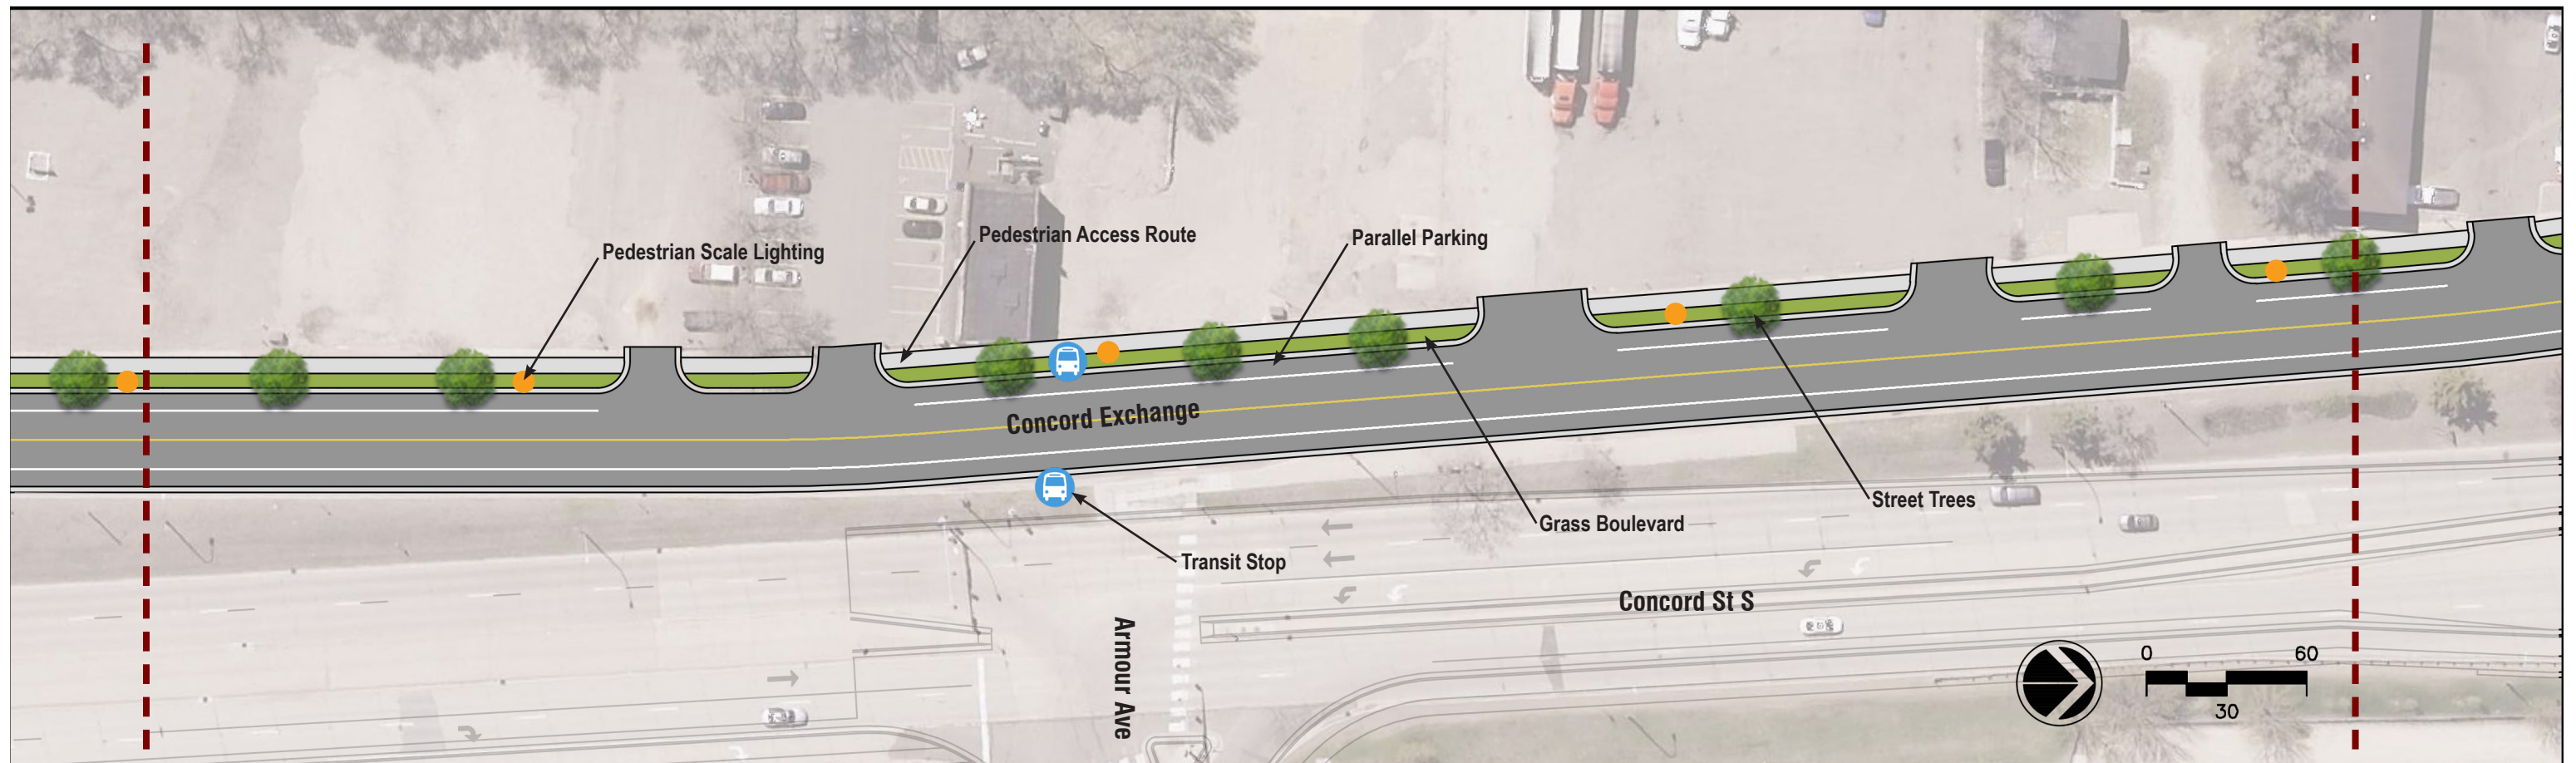 Pedestrian Scale Lighting
Pedestrian Access Route
Parallel Parking
Concord Exchange
Transit Stop
Grass Boulevard
Street Trees
Concord St S
Armour Ave
0
60
30